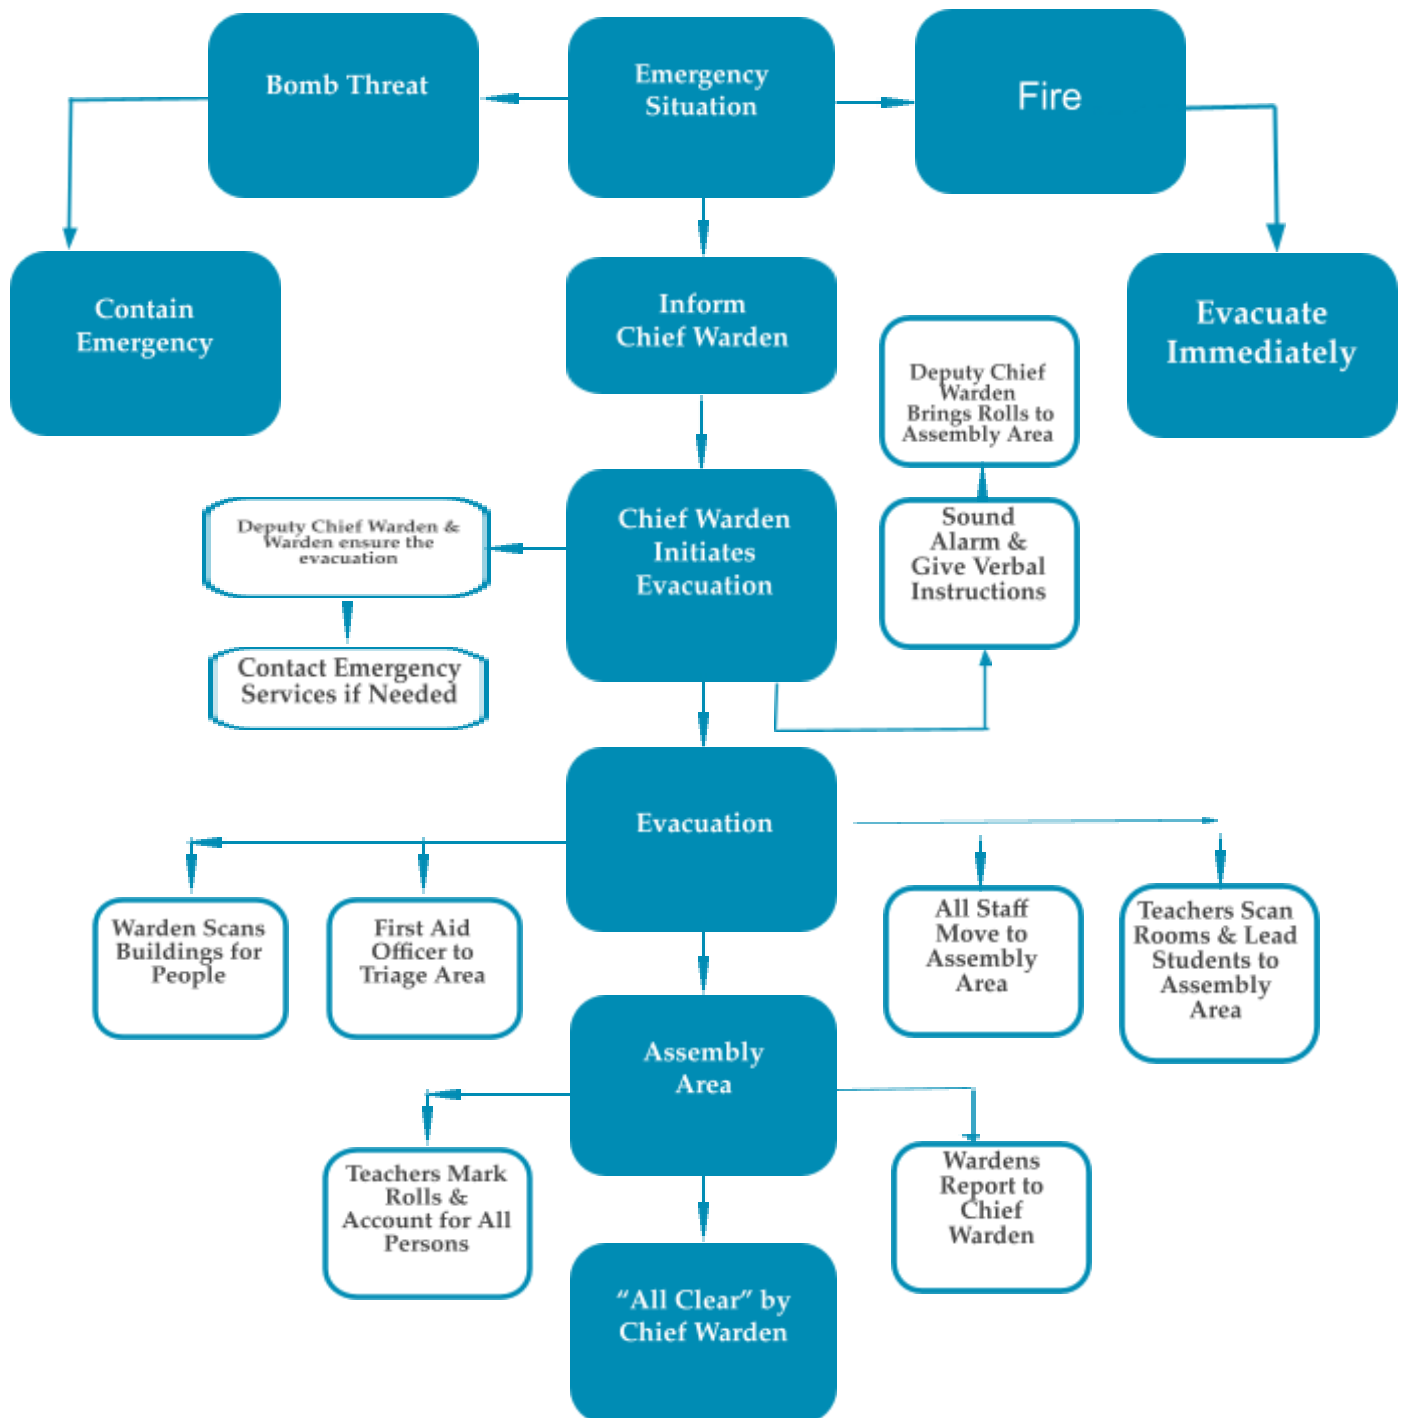 Bomb Threat
Emergency
Situation
Fire
Contain
Emergency
Inform
Chief Warden
Evacuate
Immediately
Deputy Chief
Warden
Brings Rolls to
Assembly Area
Deputy Chief Warden &
Warden ensure the
evacuation
Chief Warden
Initiates
Evacuation
Sound
Alarm &
Give Verbal
Instructions
Contact Emergency
Services if Needed
Evacuation
Warden Scans
Buildings for
People
First Aid
Officer to
Triage Area
All Staff
Move to
Assembly
Area
Teachers Scan
Rooms & Lead
Students to
Assembly
Area
Assembly
Area
Teachers Mark
Rolls &
Account for All
Persons
Wardens
Report to
Chief
Warden
“All Clear” by
Chief Warden